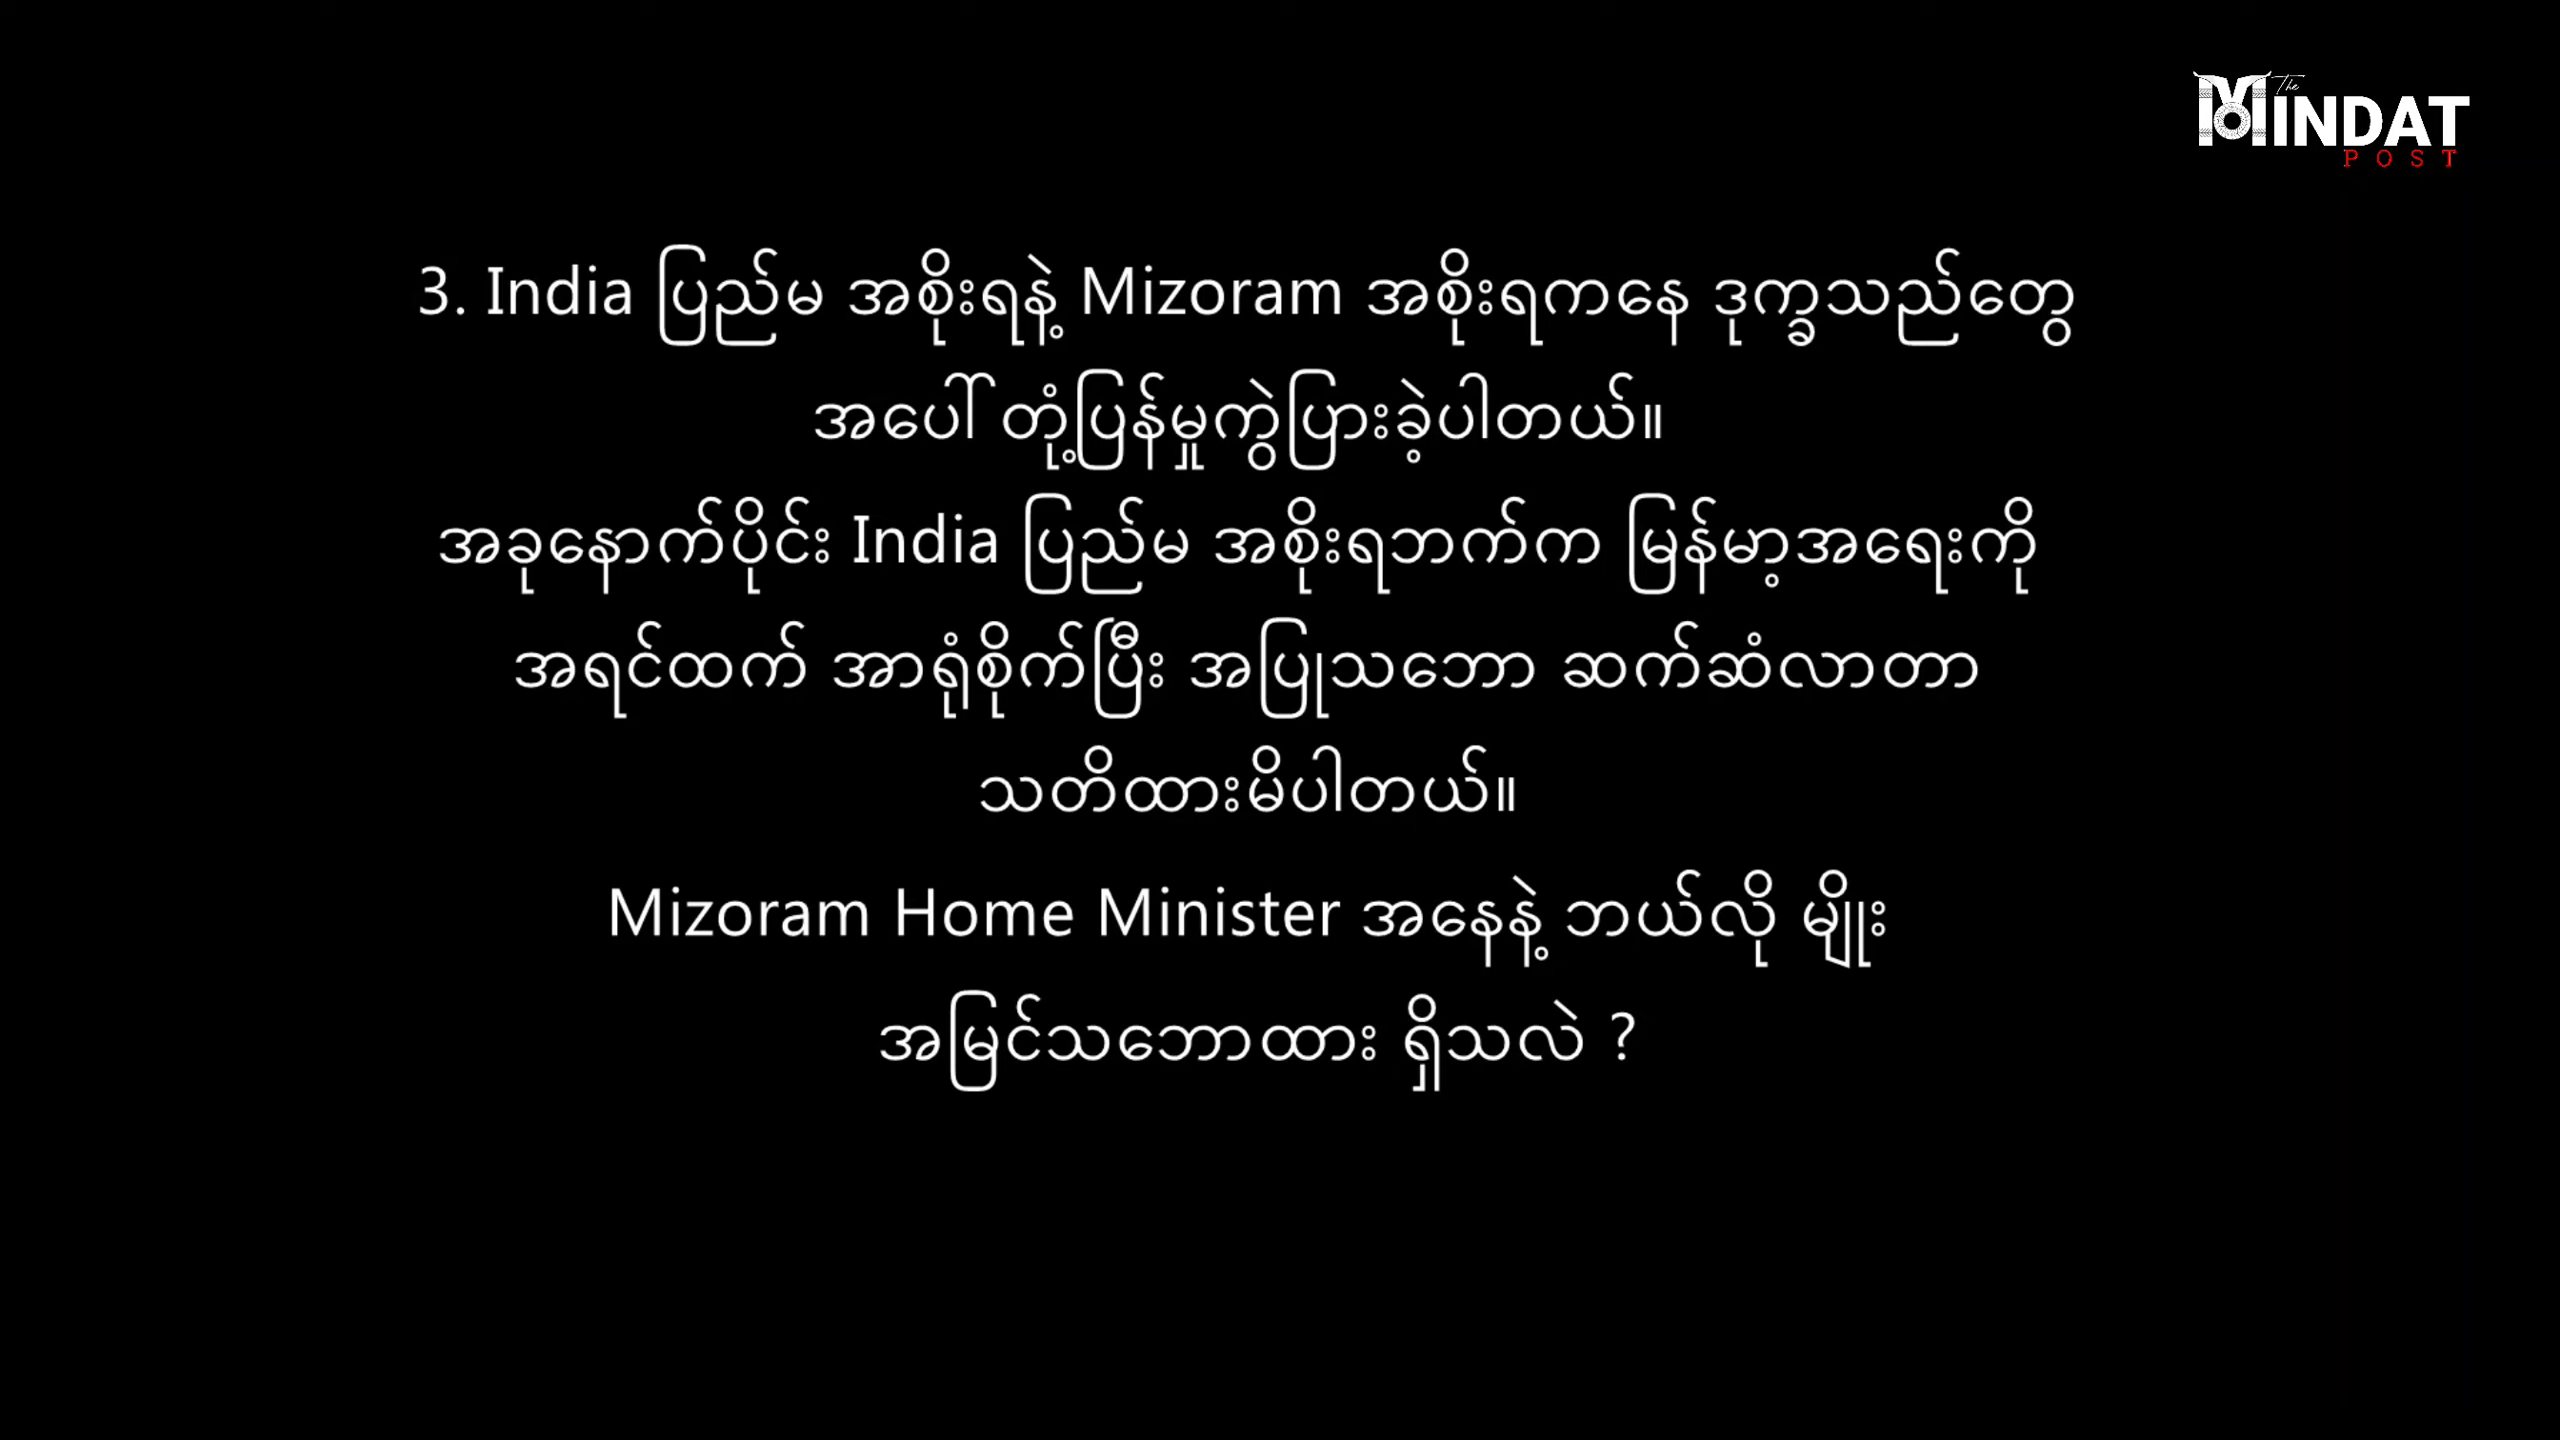 The
MINDAT
POST
3. India ပြည်မ အစိုးရနဲ့ Mizoram အစိုးရကနေ ဒုက္ခသည်တွေ
အပေါ် တုံ့ပြန်မှုကွဲပြားခဲ့ပါတယ်။
အခုနောက်ပိုင်း India ပြည်မ အစိုးရဘက်က မြန်မာ့အရေးကို
အရင်ထက် အာရုံစိုက်ပြီး အပြုသဘော ဆက်ဆံလာတာ
သတိထားမိပါတယ်။
Mizoram Home Minister အနေနဲ့ ဘယ်လို မျိုး
အမြင်သဘောထား ရှိသလဲ ?